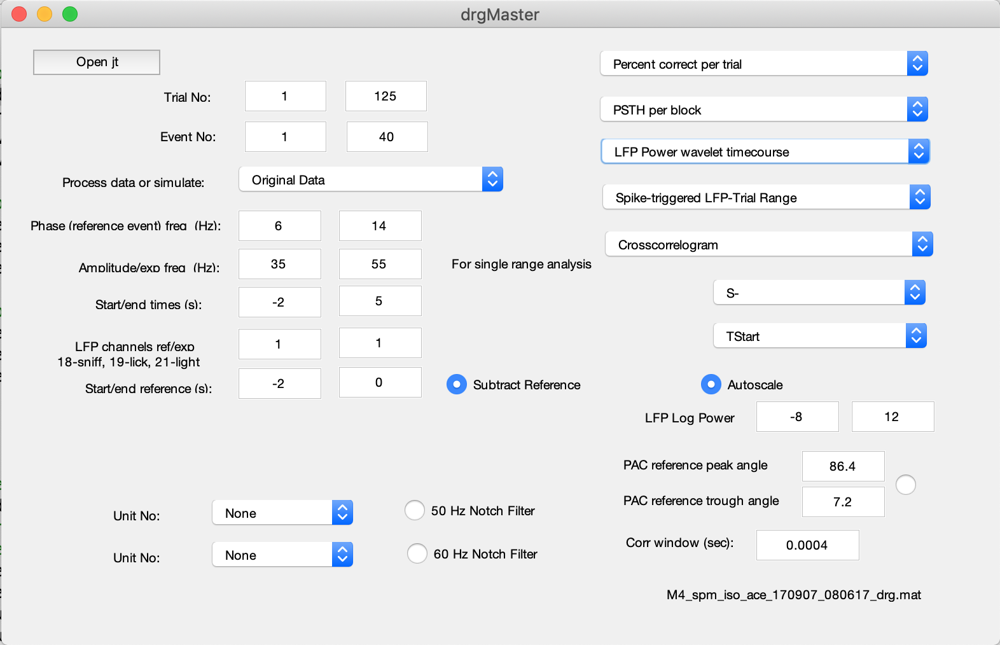 drgMaster
Open jt
Percent correct per trial
Trial No: 1 125
PSTH per block
Event No: 1 40
LFP Power wavelet timecourse
Process data or simulate: Original Data
Spike-triggered LFP-Trial Range
Phase (reference event) freq (Hz): 6 14
Crosscorrelogram
Amplitude/exp freq (Hz): 35 55 For single range analysis
S-
Start/end times (s): -2 5
TStart
LFP channels ref/exp 1 1
18-sniff, 19-lick, 21-light
Start/end reference (s): -2 0 Subtract Reference Autoscale
LFP Log Power -8 12
PAC reference peak angle 86.4
PAC reference trough angle 7.2
Unit No: None 50 Hz Notch Filter
Corr window (sec): 0.0004
Unit No: None 60 Hz Notch Filter
M4_spm_iso_ace_170907_080617_drg.mat